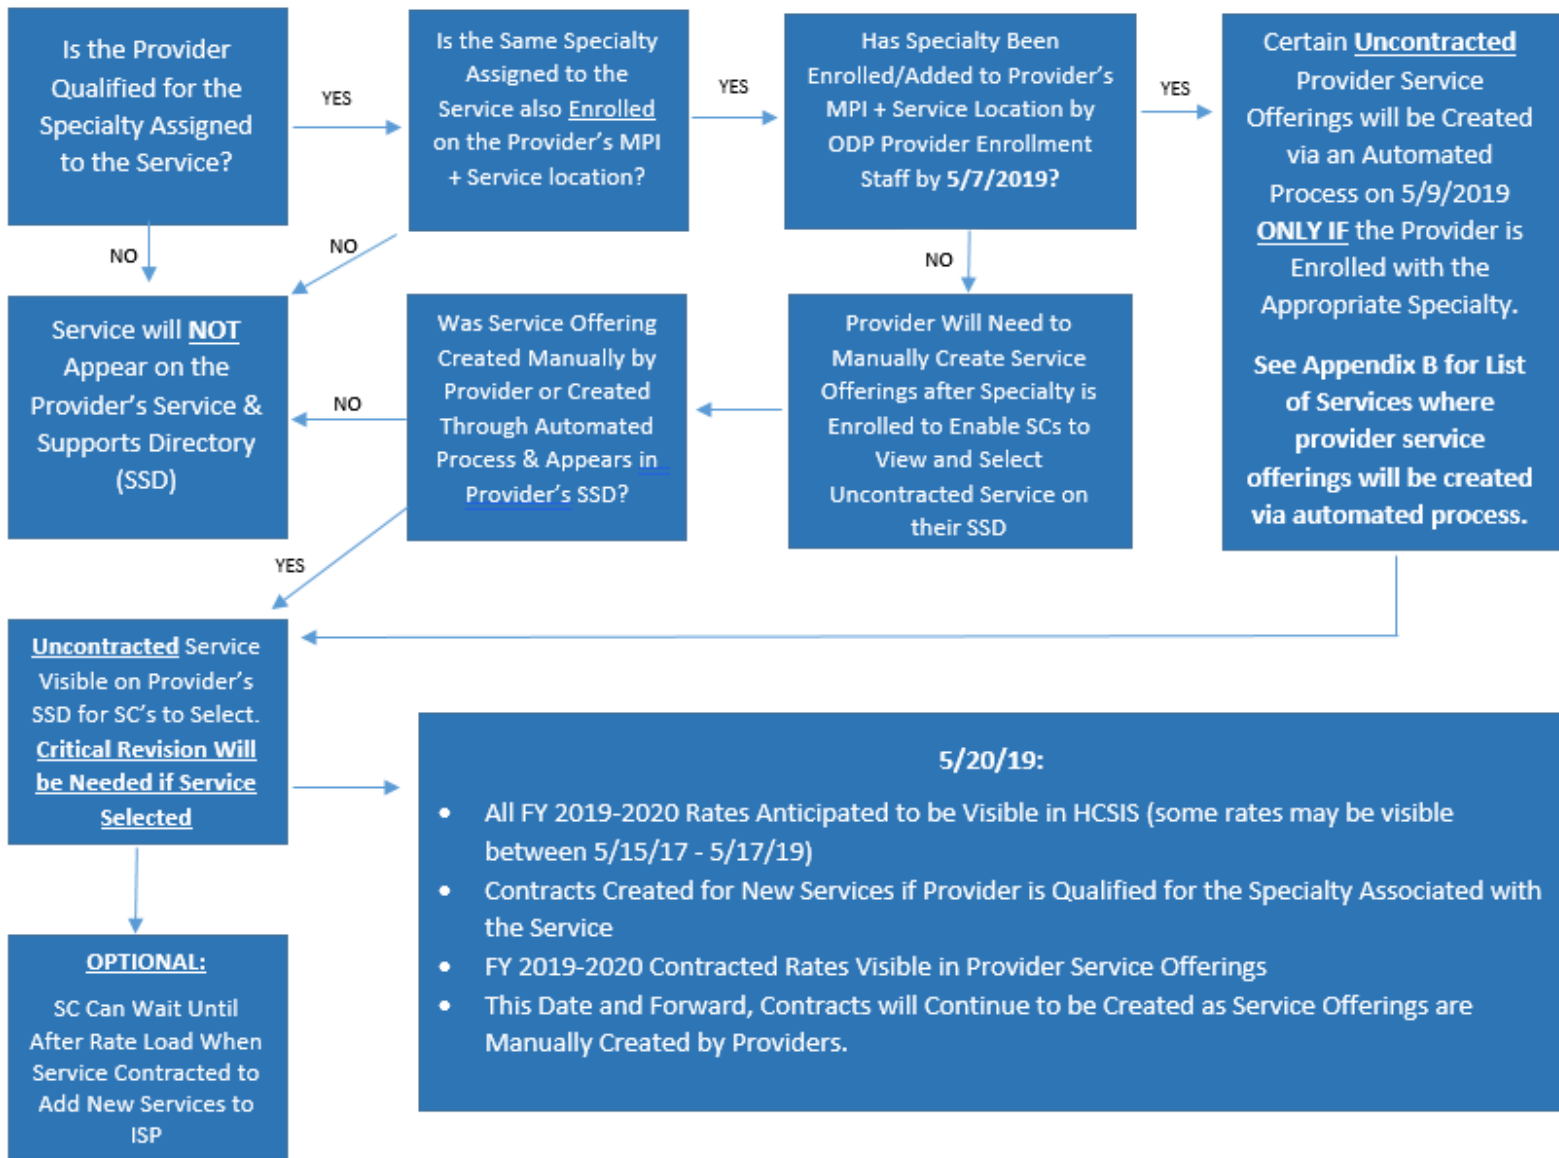 Is the Provider
Qualified for the
Specialty Assigned
to the Service?
YES
Is the Same Specialty
Assigned to the
Service also Enrolled
on the Provider's MPI
+ Service location?
YES
Has Specialty Been
Enrolled/Added to Provider's
MPI + Service Location by
ODP Provider Enrollment
Staff by 5/7/2019?
YES
Certain Uncontracted
Provider Service
Offerings will be Created
via an Automated
Process on 5/9/2019
ONLY IF the Provider is
Enrolled with the
Appropriate Specialty.
See Appendix B for List
of Services where
provider service
offerings will be created
via automated process.
NO
NO
NO
Service will NOT
Appear on the
Provider's Service &
Supports Directory
(SSD)
NO
Was Service Offering
Created Manually by
Provider or Created
Through Automated
Process & Appears in
Provider's SSD?
Provider Will Need to
Manually Create Service
Offerings after Specialty is
Enrolled to Enable SCs to
View and Select
Uncontracted Service on
their SSD
YES
Uncontracted Service
Visible on Provider's
SSD for SC's to Select.
Critical Revision Will
be Needed if Service
Selected
5/20/19:
• All FY 2019-2020 Rates Anticipated to be Visible in HCSIS (some rates may be visible
between 5/15/17 - 5/17/19)
• Contracts Created for New Services if Provider is Qualified for the Specialty Associated with
the Service
• FY 2019-2020 Contracted Rates Visible in Provider Service Offerings
• This Date and Forward, Contracts will Continue to be Created as Service Offerings are
Manually Created by Providers.
OPTIONAL:
SC Can Wait Until
After Rate Load When
Service Contracted to
Add New Services to
ISP